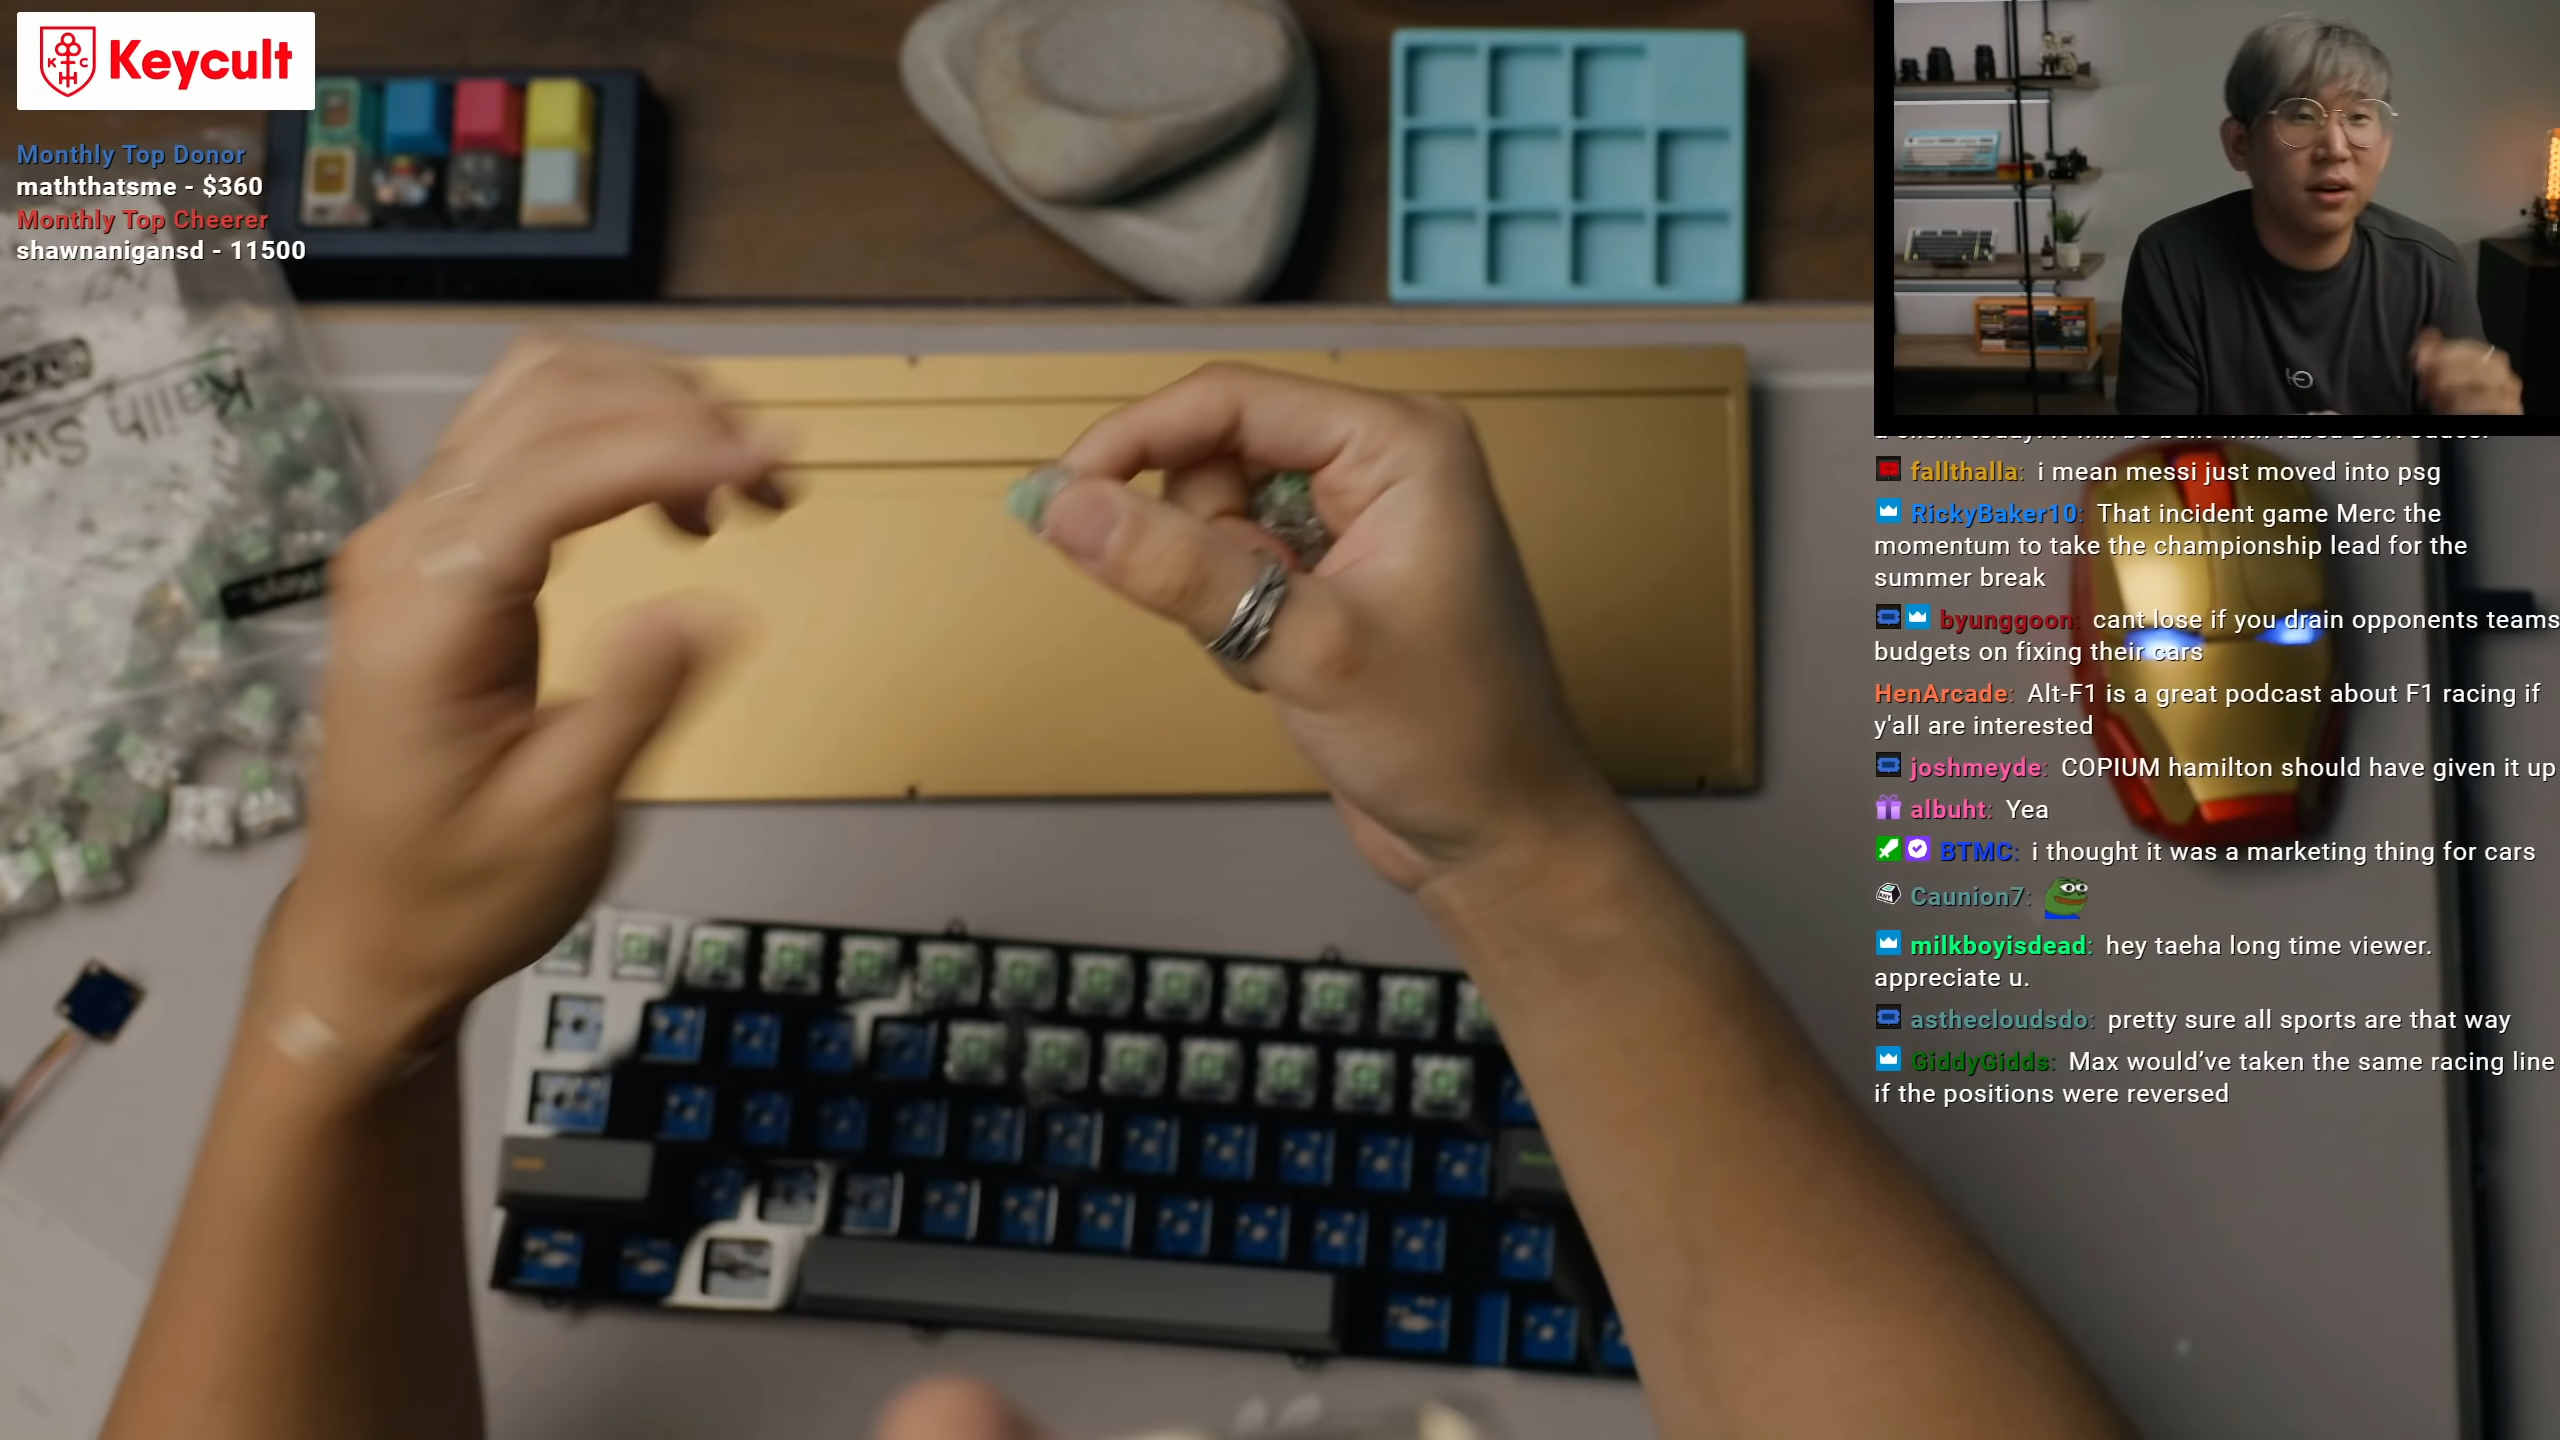 K C
Keycult
Monthly Top Donor
maththatsme - $360
Monthly Top Cheerer
shawnanigansd - 11500
Kailh Sw
fallthalla: i mean messi just moved into psg
RickyBaker10: That incident game Merc the
momentum to take the championship lead for the
summer break
byunggoon: cant lose if you drain opponents teams
budgets on fixing their cars
HenArcade: Alt-F1 is a great podcast about F1 racing if
y'all are interested
joshmeyde: COPIUM hamilton should have given it up
albuht: Yea
BTMC: i thought it was a marketing thing for cars
Caunion7:
milkboyisdead: hey taeha long time viewer.
appreciate u.
asthecloudsdo: pretty sure all sports are that way
GiddyGidds: Max would’ve taken the same racing line
if the positions were reversed